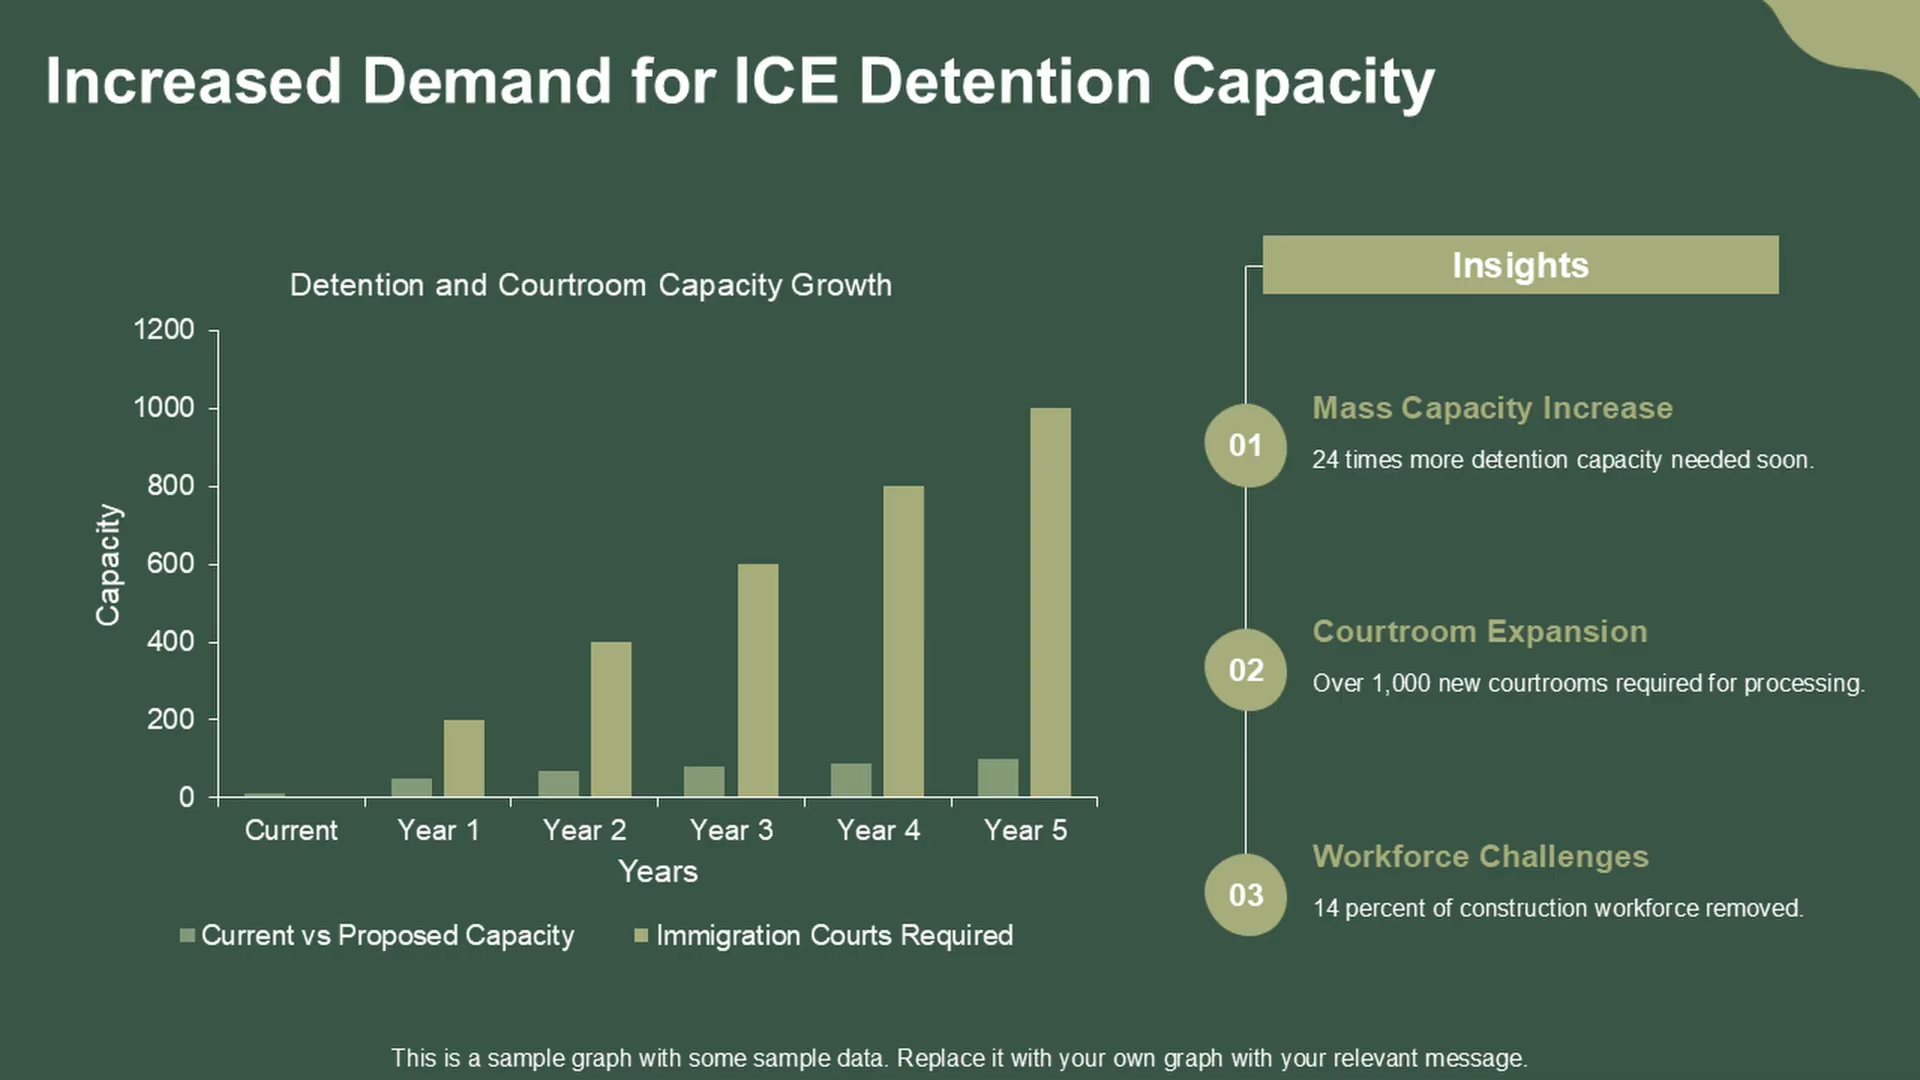 Increased Demand for ICE Detention Capacity
Detention and Courtroom Capacity Growth
1200
1000
800
600
400
200
0
Capacity
Current
Year 1
Year 2
Year 3
Year 4
Year 5
Years
Current vs Proposed Capacity
Immigration Courts Required
Insights
01
Mass Capacity Increase
24 times more detention capacity needed soon.
02
Courtroom Expansion
Over 1,000 new courtrooms required for processing.
03
Workforce Challenges
14 percent of construction workforce removed.
This is a sample graph with some sample data. Replace it with your own graph with your relevant message.